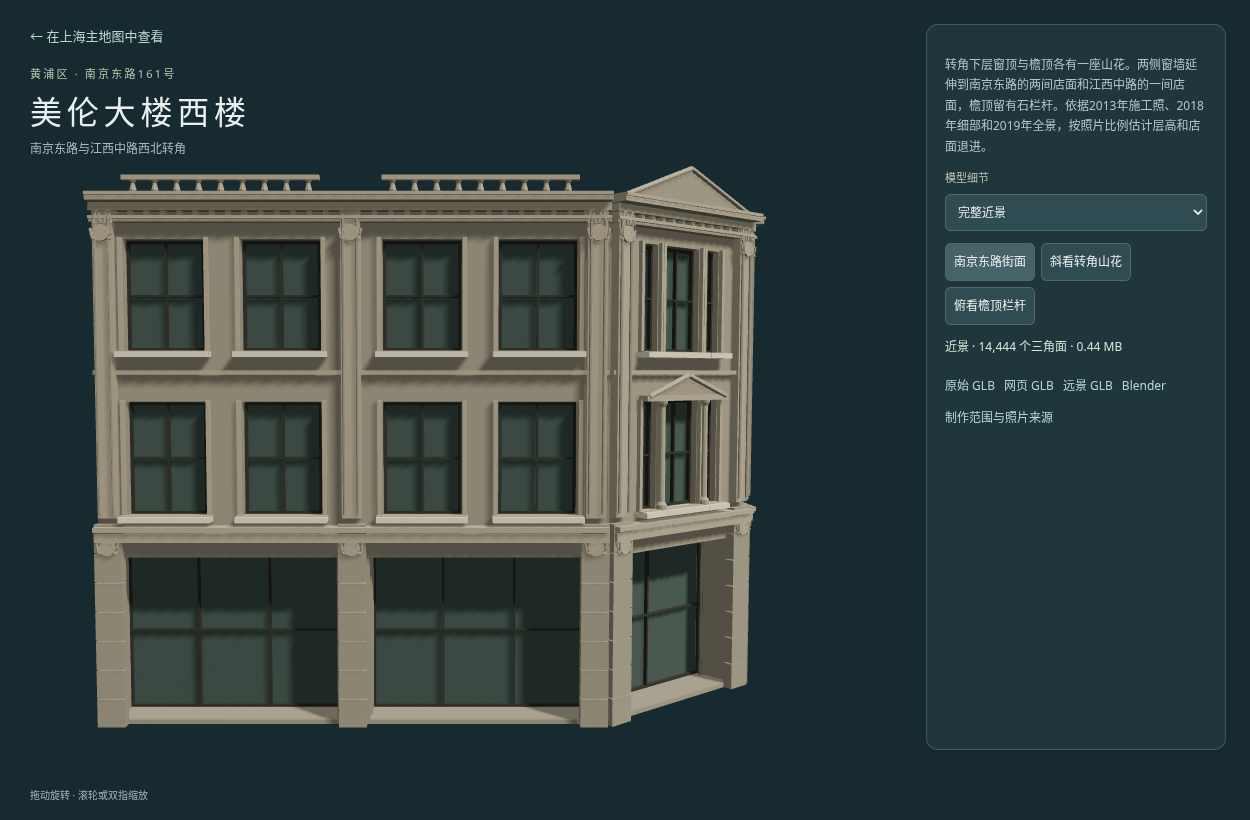 ← 在上海主地图中查看
黄浦区 · 南京东路161号
美伦大楼西楼
南京东路与江西中路西北转角
转角下层窗顶与檐顶各有一座山花。两侧窗墙延
伸到南京东路的两间店面和江西中路的一间店
面，檐顶留有石栏杆。依据2013年施工照、2018
年细部和2019年全景，按照片比例估计层高和店
面退进。
模型细节
完整近景
南京东路街面
斜看转角山花
俯看檐顶栏杆
近景 · 14,444 个三角面 · 0.44 MB
原始 GLB 网页 GLB 远景 GLB Blender
制作范围与照片来源
拖动旋转 · 滚轮或双指缩放